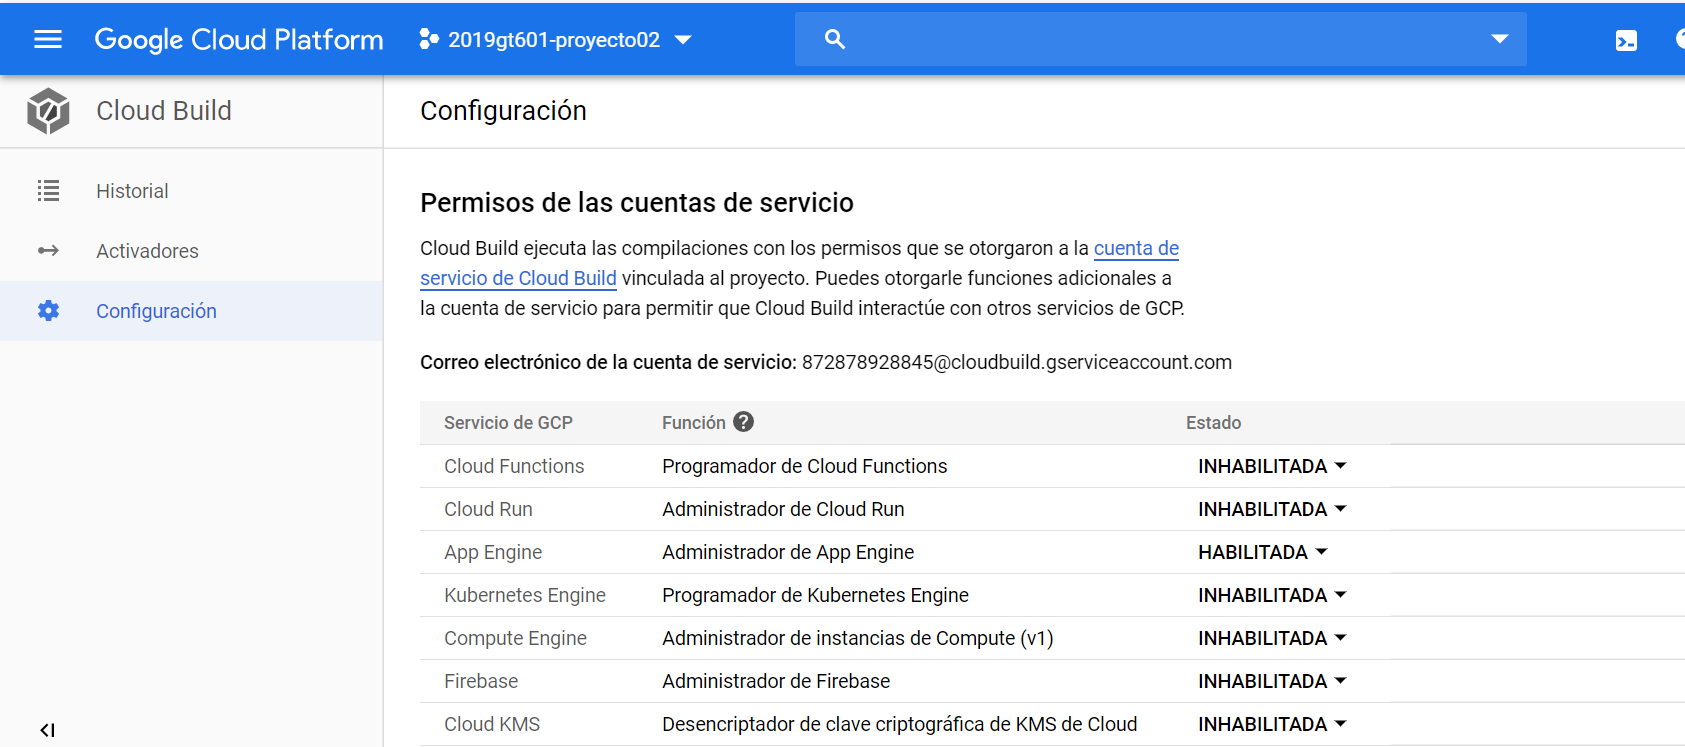 Google Cloud Platform 2019gt601-proyecto02
Cloud Build
Configuración
Historial
Activadores
Configuración
Permisos de las cuentas de servicio
Cloud Build ejecuta las compilaciones con los permisos que se otorgaron a la cuenta de
servicio de Cloud Build vinculada al proyecto. Puedes otorgarle funciones adicionales a
la cuenta de servicio para permitir que Cloud Build interactúe con otros servicios de GCP.
Correo electrónico de la cuenta de servicio: 872878928845@cloudbuild.gserviceaccount.com
Servicio de GCP Función Estado
Cloud Functions Programador de Cloud Functions INHABILITADA
Cloud Run Administrador de Cloud Run INHABILITADA
App Engine Administrador de App Engine HABILITADA
Kubernetes Engine Programador de Kubernetes Engine INHABILITADA
Compute Engine Administrador de instancias de Compute (v1) INHABILITADA
Firebase Administrador de Firebase INHABILITADA
Cloud KMS Desencriptador de clave criptográfica de KMS de Cloud INHABILITADA